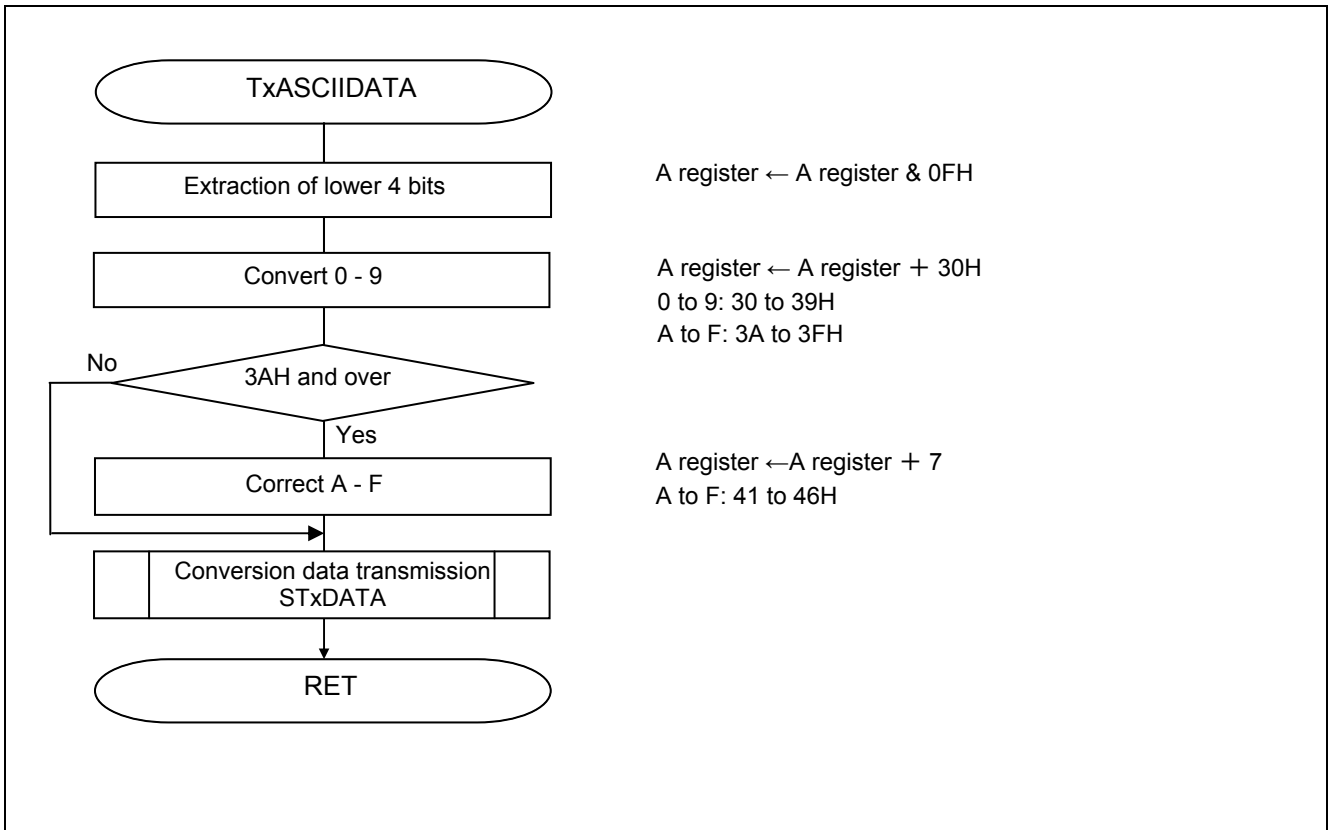 TxASCIIDATA
Extraction of lower 4 bits
A register ← A register & 0FH
Convert 0 - 9
A register ← A register + 30H
0 to 9: 30 to 39H
A to F: 3A to 3FH
No
3AH and over
Yes
Correct A - F
A register ←A register + 7
A to F: 41 to 46H
Conversion data transmission
STxDATA
RET